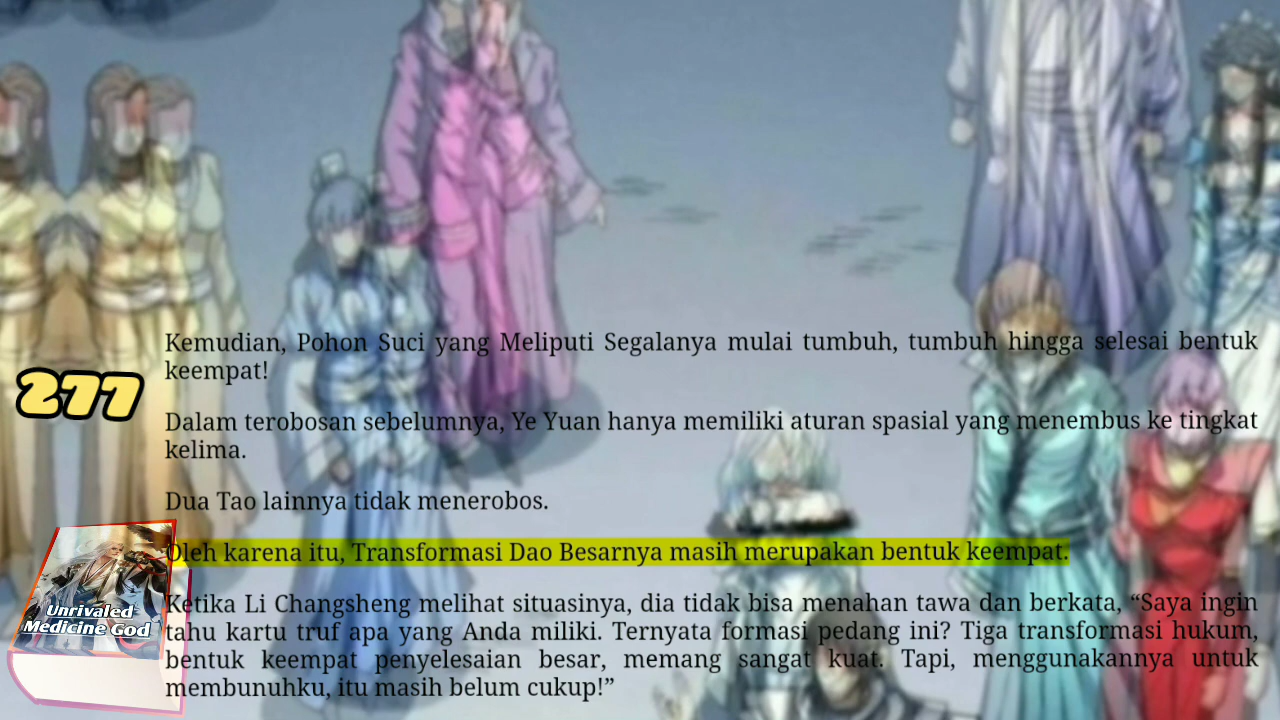 Kemudian, Pohon Suci yang Meliputi Segalanya mulai tumbuh, tumbuh hingga selesai bentuk
keempat!
277
Dalam terobosan sebelumnya, Ye Yuan hanya memiliki aturan spasial yang menembus ke tingkat
kelima.
Dua Tao lainnya tidak menerobos.
Oleh karena itu, Transformasi Dao Besarnya masih merupakan bentuk keempat.
Ketika Li Changsheng melihat situasinya, dia tidak bisa menahan tawa dan berkata, “Saya ingin
tahu kartu truf apa yang Anda miliki. Ternyata formasi pedang ini? Tiga transformasi hukum,
bentuk keempat penyelesaian besar, memang sangat kuat. Tapi, menggunakannya untuk
membunuhku, itu masih belum cukup!”
Unrivaled
Medicine God